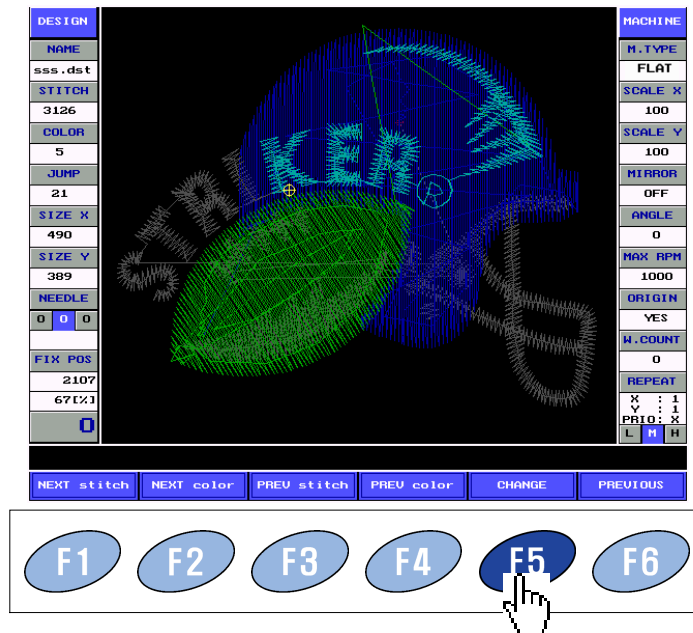 DESIGN
NAME
sss.dst
STITCH
3126
COLOR
5
JUMP
21
SIZE X
490
SIZE Y
389
NEEDLE
0 0 0
FIX POS
2107
67[%]
0
STRIKER
MACHINE
M.TYPE
FLAT
SCALE X
100
SCALE Y
100
MIRROR
OFF
ANGLE
0
MAX RPM
1000
ORIGIN
YES
W.COUNT
0
REPEAT
X : 1
Y : 1
PRIO: X
L M H
NEXT stitch NEXT color PREV stitch PREV color CHANGE PREVIOUS
F1 F2 F3 F4 F5 F6